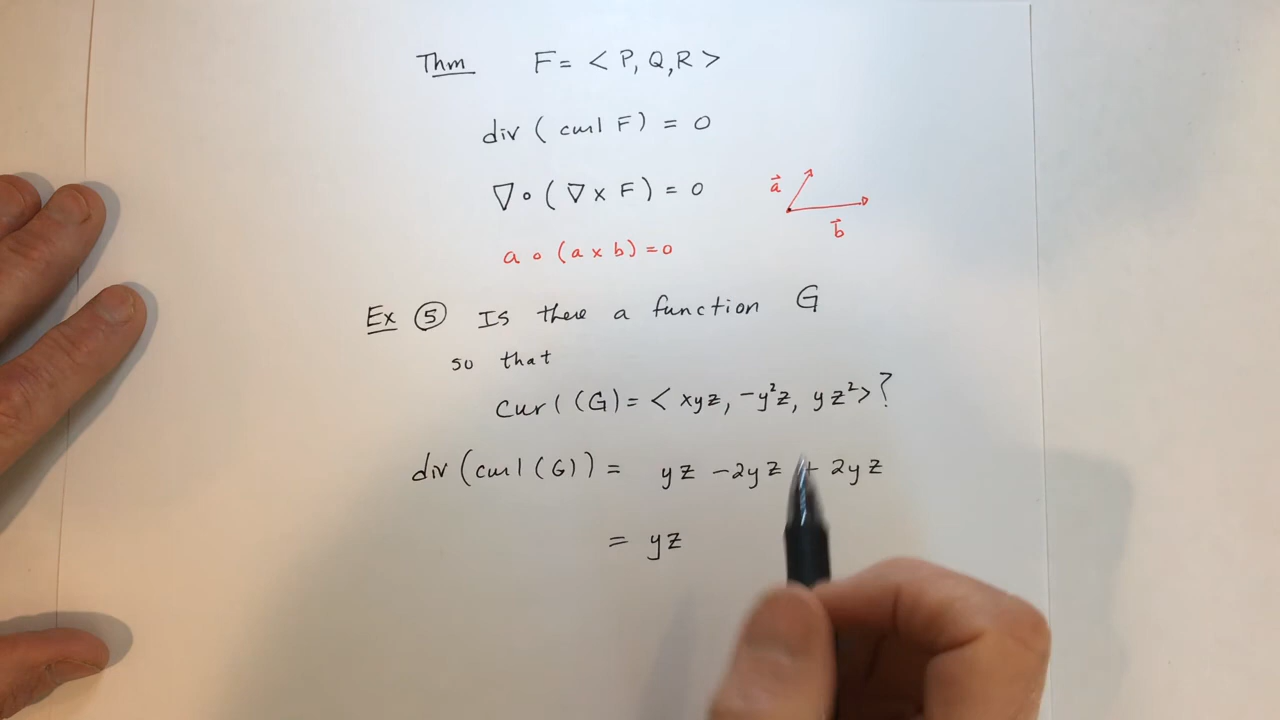 Thm F = < P, Q, R >
div ( curl F ) = 0
∇ ∘ ( ∇ x F ) = 0
a⃗
b⃗
a ∘ ( a x b ) = 0
Ex ⑤ Is there a function G
so that
Curl (G) = < xyz, -y²z, yz² > ?
div (curl (G)) = yz - 2yz + 2yz
= yz